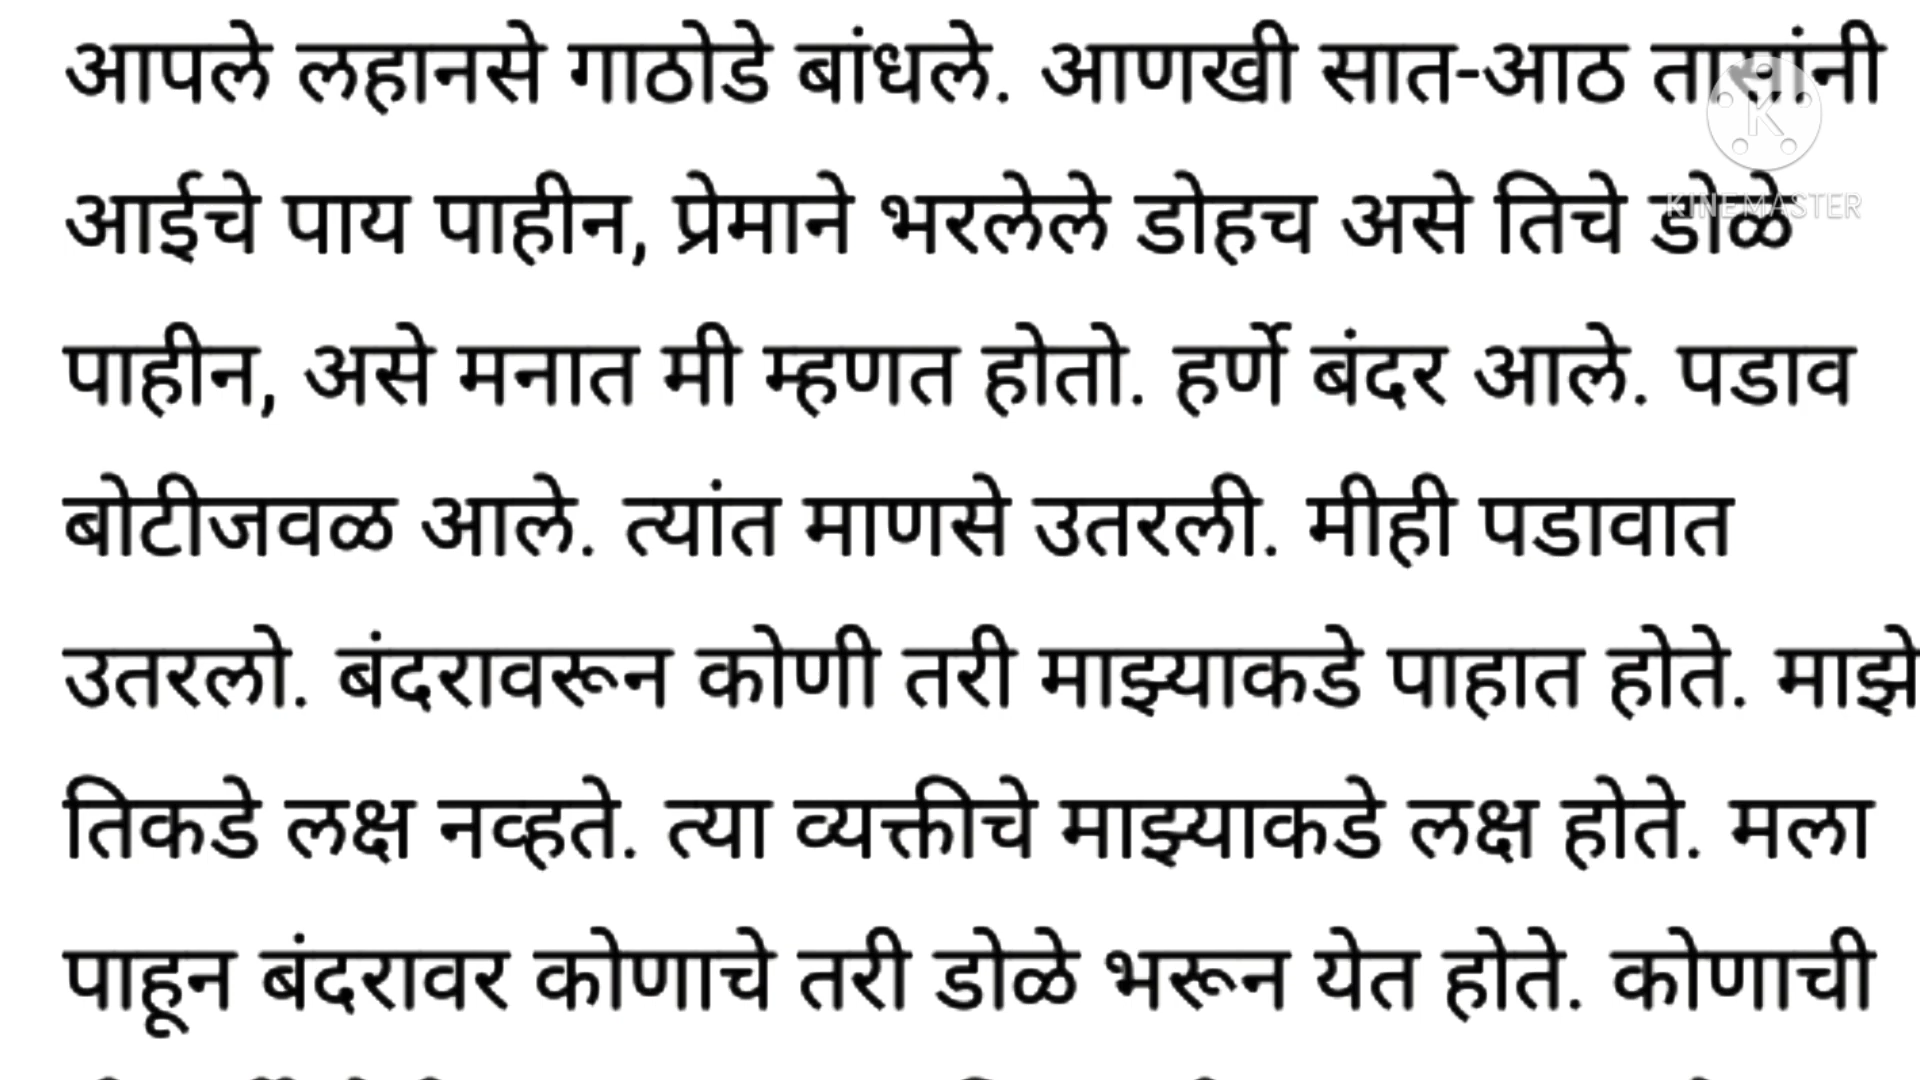 आपले लहानसे गाठोडे बांधले. आणखी सात-आठ तासांनी
आईचे पाय पाहीन, प्रेमाने भरलेले डोहच असे तिचे डोळे
KINEMASTER
पाहीन, असे मनात मी म्हणत होतो. हर्णे बंदर आले. पडाव
बोटीजवळ आले. त्यांत माणसे उतरली. मीही पडावात
उतरलो. बंदरावरून कोणी तरी माझ्याकडे पाहात होते. माझे
तिकडे लक्ष नव्हते. त्या व्यक्तीचे माझ्याकडे लक्ष होते. मला
पाहून बंदरावर कोणाचे तरी डोळे भरून येत होते. कोणाची